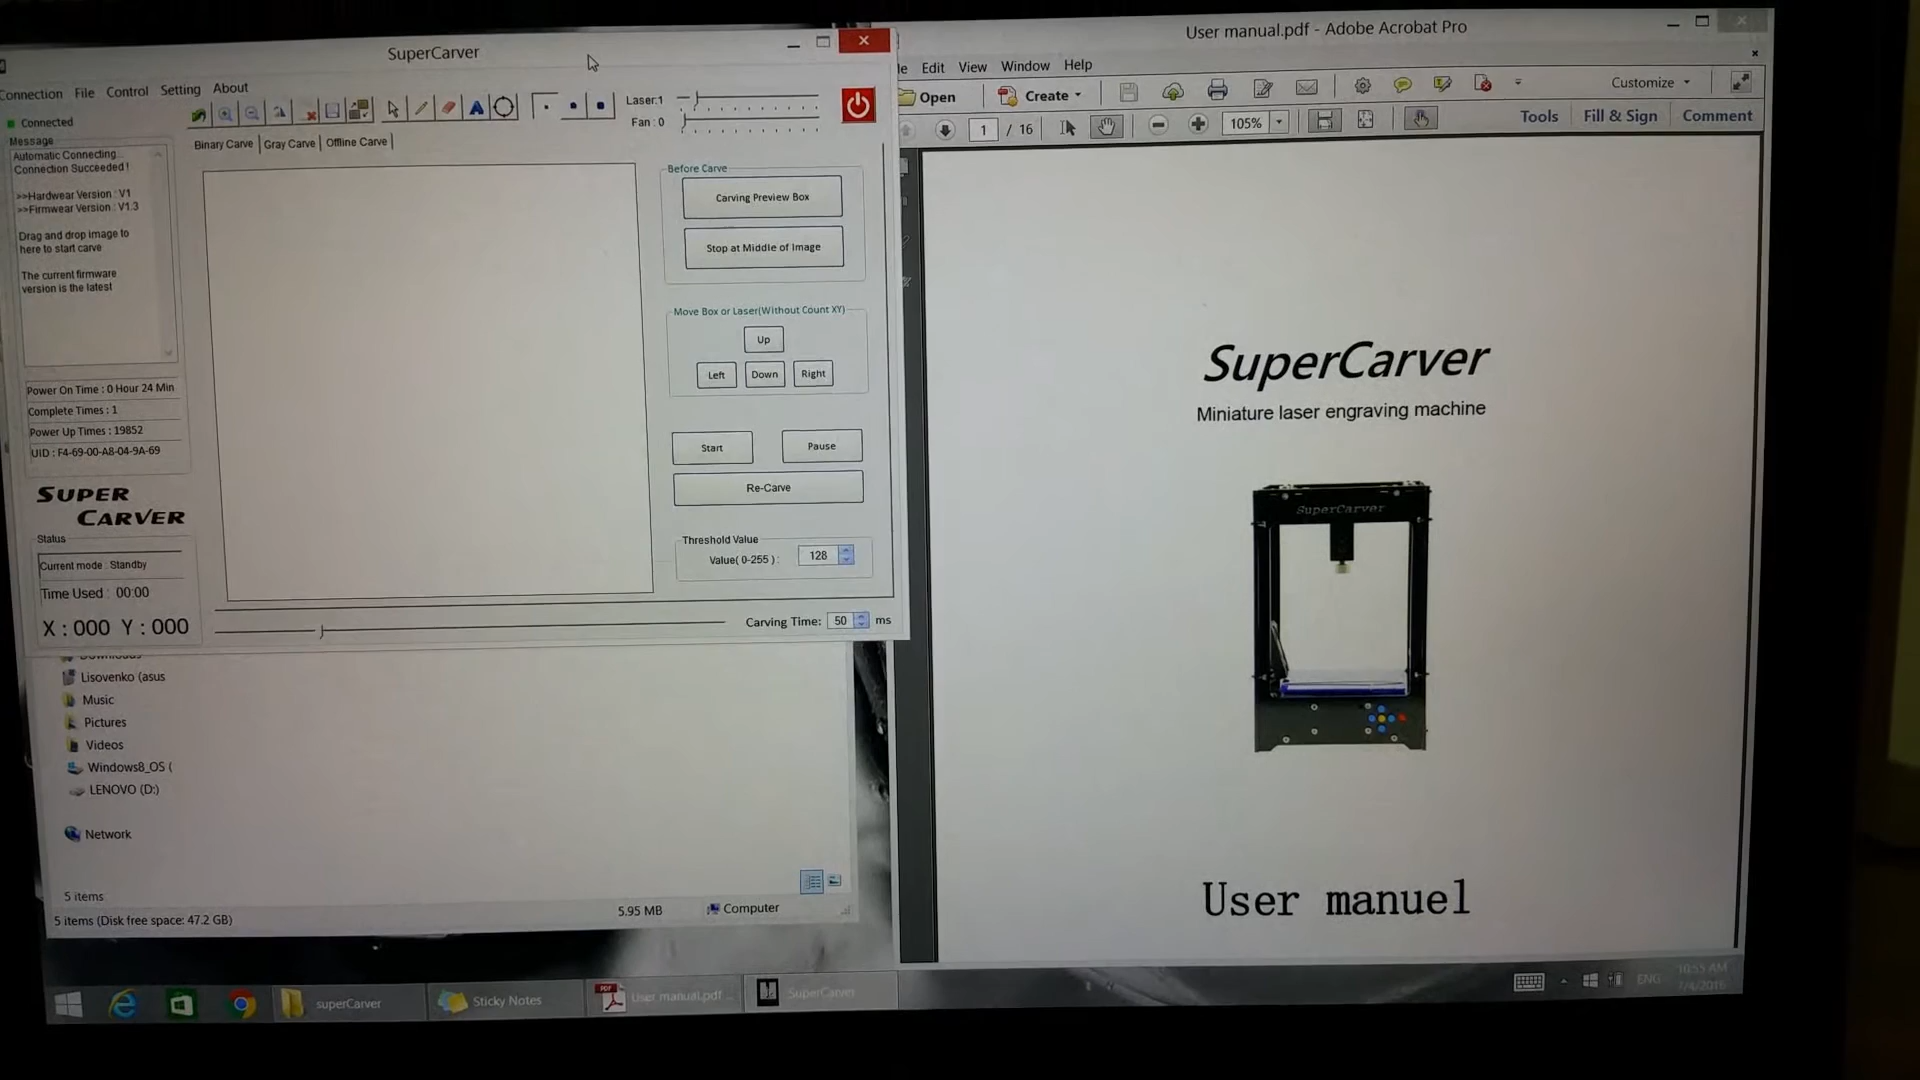 SuperCarver
Connection File Control Setting About
Connected
Message
Automatic Connecting
Connection Succeeded !
>>Hardwear Version : V1
>>Firmwear Version : V1.3
Drag and drop image to
here to start carve
The current firmware
version is the latest
Power On Time : 0 Hour 24 Min
Complete Times : 1
Power Up Times : 19852
UID : F4-69-00-A8-04-9A-69
SUPER
CARVER
Status
Current mode : Standby
Time Used : 00:00
X : 000 Y : 000
Laser:1
Fan : 0
Binary Carve Gray Carve Offline Carve
Before Carve
Carving Preview Box
Stop at Middle of Image
Move Box or Laser(Without Count XY)
Up
Left Down Right
Start Pause
Re-Carve
Threshold Value
Value( 0-255 ) : 128
Carving Time: 50 ms
Lisovenko (asus
Music
Pictures
Videos
Windows8_OS (
LENOVO (D:)
Network
5 items
5 items (Disk free space: 47.2 GB) 5.95 MB Computer
User manual.pdf - Adobe Acrobat Pro
Edit View Window Help
Open Create Customize
1 / 16 105% Tools Fill & Sign Comment
SuperCarver
Miniature laser engraving machine
SuperCarver
User manuel
superCarver Sticky Notes User manual.pdf ... SuperCarver
ENG 10:55 AM